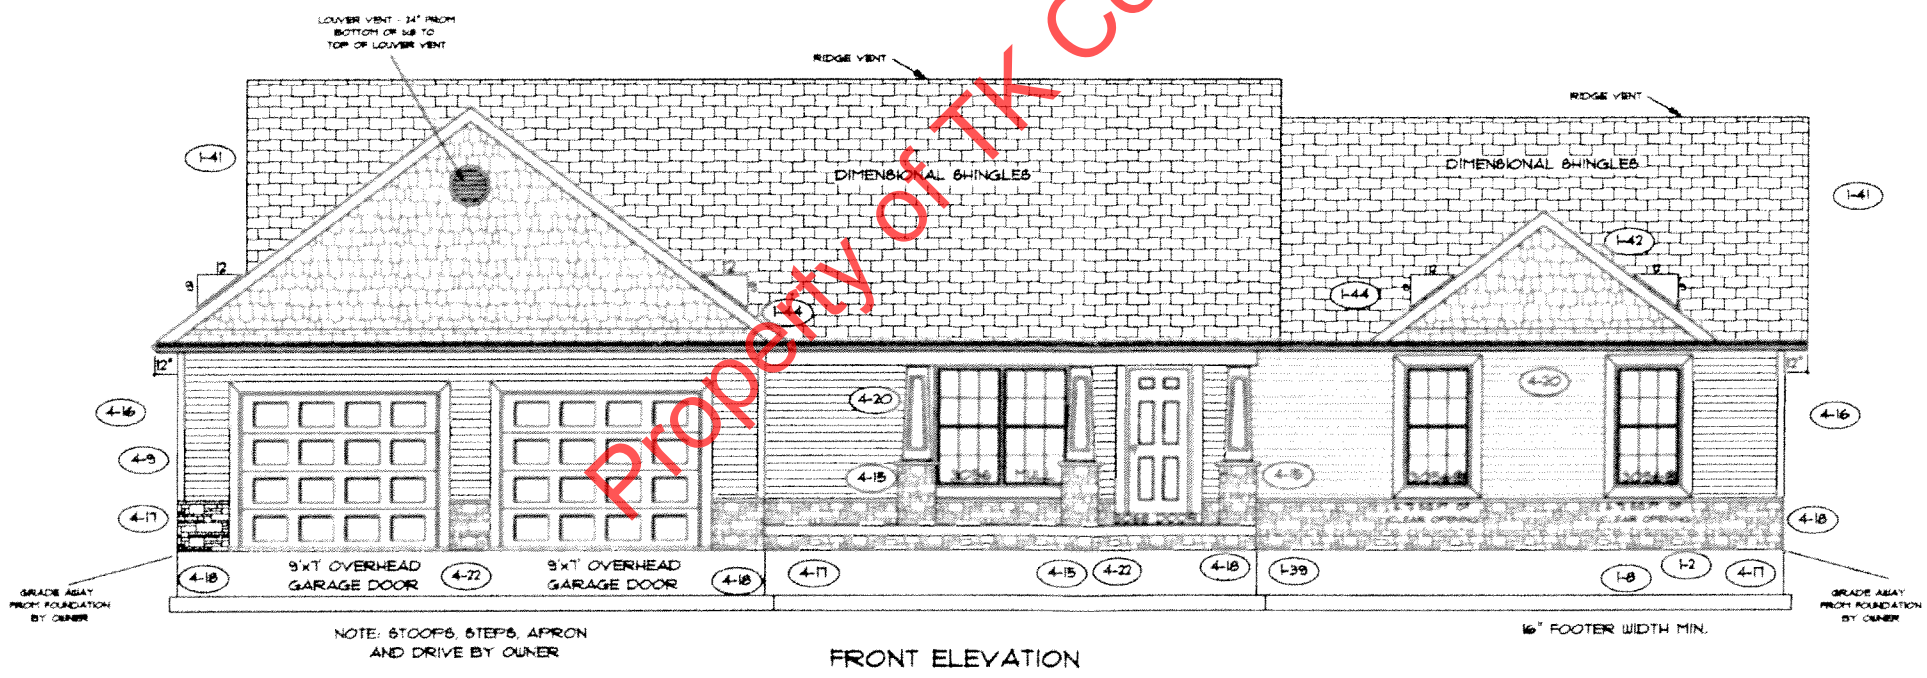 LOUVER VENT - 24" FROM
BOTTOM OF
TO
TOP OF LOUVER VENT
RIDGE VENT
RIDGE VENT
1-41
DIMENSIONAL SHINGLES
DIMENSIONAL SHINGLES
1-41
1-42
12
9
12
12
12
1-44
Property of TK Co
12"
12"
4-16
4-20
4-20
4-16
4-9
4-15
4-17
4-18
9'x7' OVERHEAD
GARAGE DOOR
9'x7' OVERHEAD
GARAGE DOOR
4-18
4-22
4-18
4-17
4-15
4-22
4-18
1-39
1-8
1-2
4-17
GRADE AWAY
FROM FOUNDATION
BY OWNER
GRADE AWAY
FROM FOUNDATION
BY OWNER
NOTE: STOOPS, STEPS, APRON
AND DRIVE BY OWNER
16" FOOTER WIDTH MIN.
FRONT ELEVATION